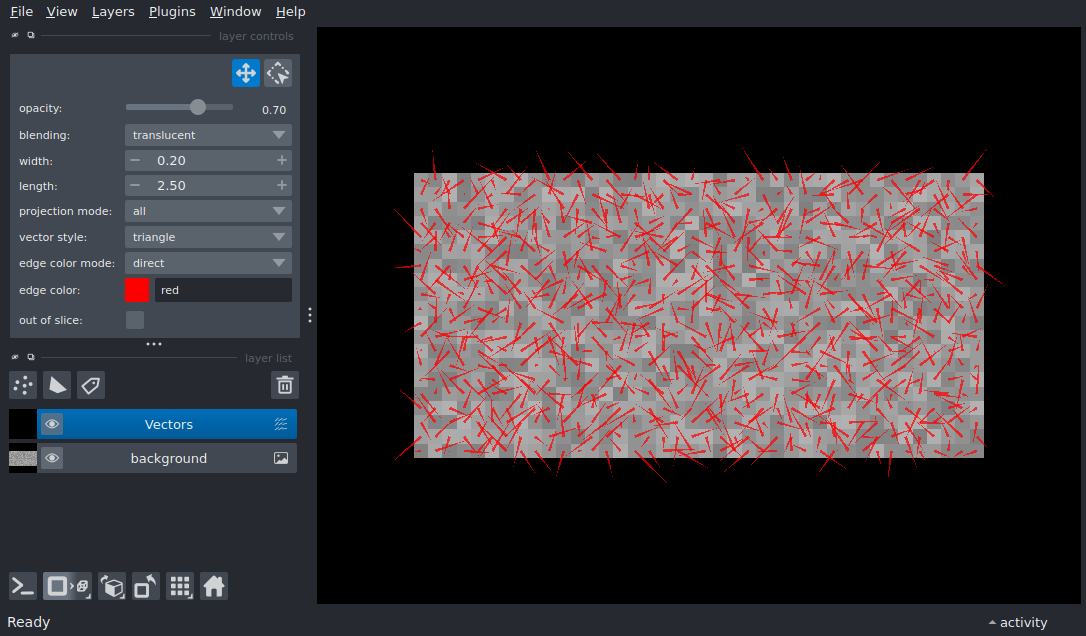 File View Layers Plugins Window Help
layer controls
opacity: 0.70
blending: translucent
width: 0.20
length: 2.50
projection mode: all
vector style: triangle
edge color mode: direct
edge color: red
out of slice:
layer list
Vectors
background
Ready activity